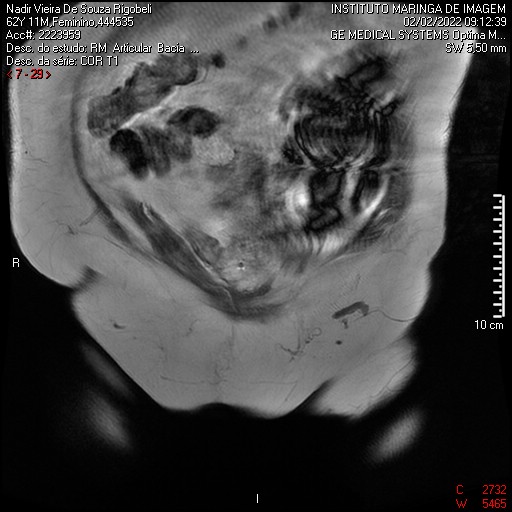 Nadir Vieira De Souza Rigobeli
62Y 11M,Feminino,444535
Acc#: 2223959
Desc. do estudo: RM Articular Bacia ...
Desc. da série: COR T1
< 7 - 29 >
INSTITUTO MARINGA DE IMAGEM
02/02/2022 09:12:39
GE MEDICAL SYSTEMS Optima M...
SW 5,50 mm
R
10 cm
I
C 2732
W 5465